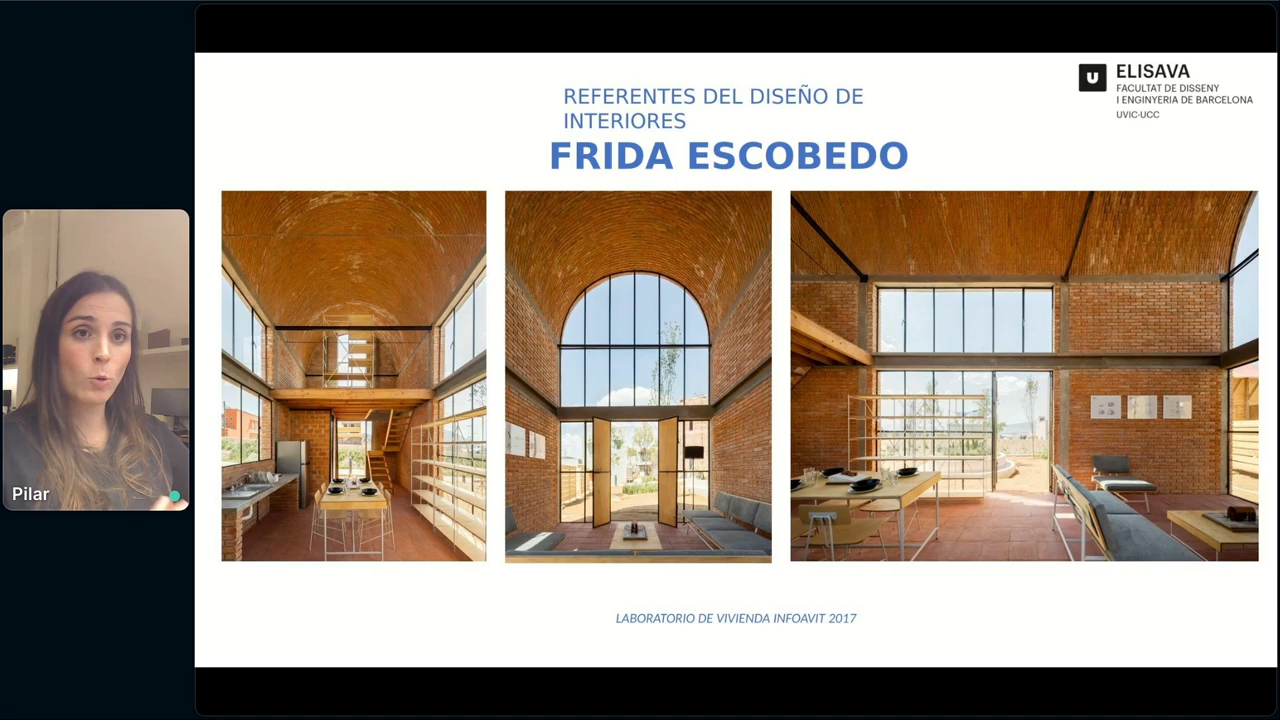 REFERENTES DEL DISEÑO DE
INTERIORES
FRIDA ESCOBEDO
U
ELISAVA
FACULTAT DE DISSENY
I ENGINYERIA DE BARCELONA
UVIC·UCC
Pilar
LABORATORIO DE VIVIENDA INFOAVIT 2017